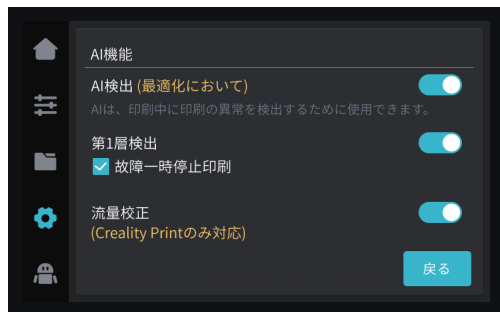 AI機能
AI検出 (最適化において)
AIは、印刷中に印刷の異常を検出するために使用できます。
第1層検出
故障一時停止印刷
流量校正
(Creality Printのみ対応)
戻る